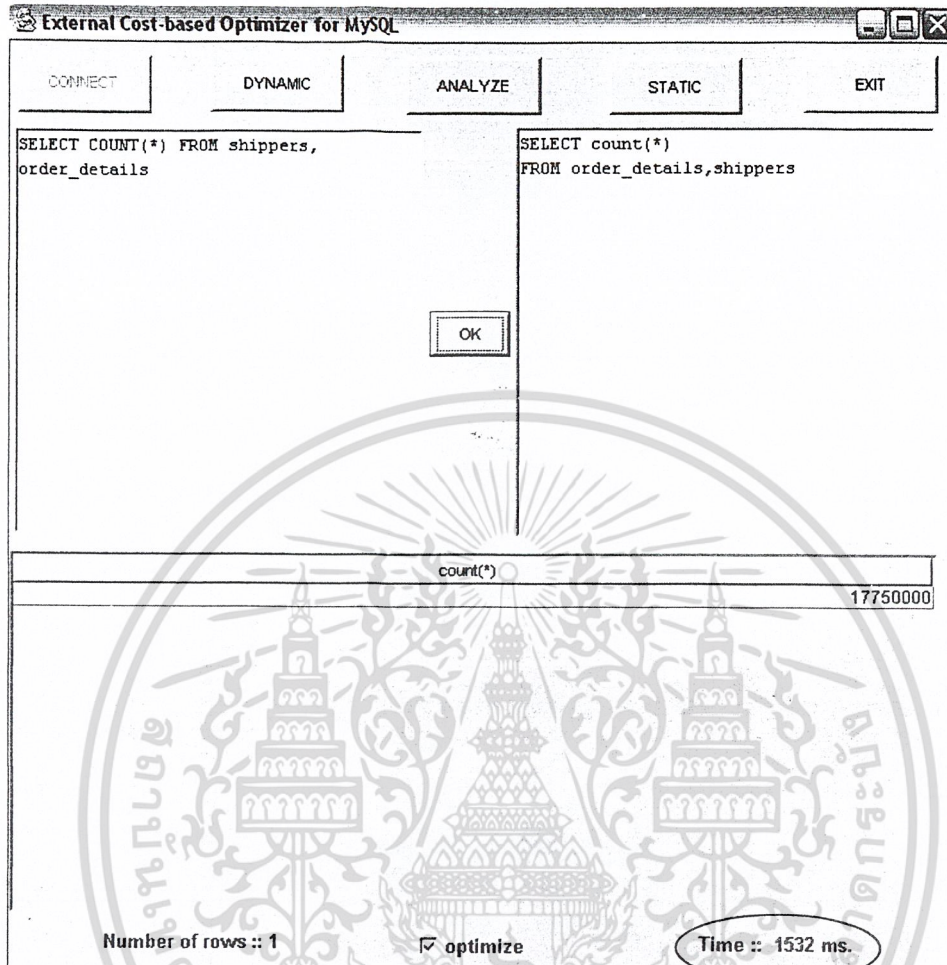 External Cost-based Optimizer for MySQL
CONNECT
DYNAMIC
ANALYZE
STATIC
EXIT
SELECT COUNT(*) FROM shippers,
order_details
SELECT count(*)
FROM order_details,shippers
OK
count(*)
17750000
Number of rows :: 1
optimize
Time :: 1532 ms.